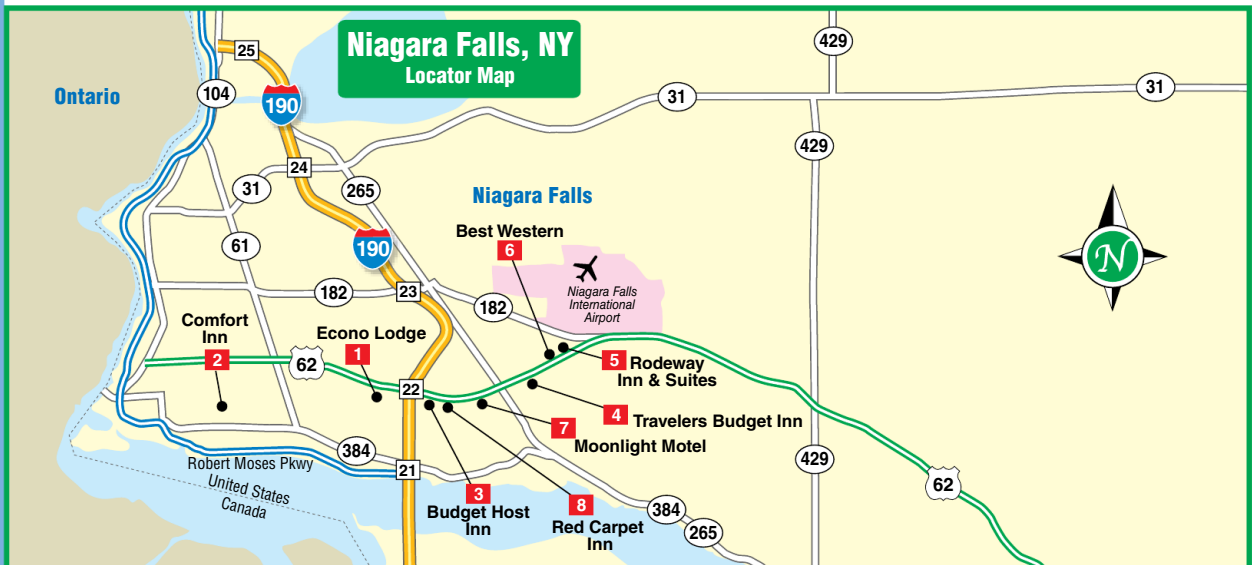 Niagara Falls, NY
Locator Map
25
429
Ontario
104
190
31
31
429
24
31
265
Niagara Falls
61
190
Best Western
6
N
182
23
182
Niagara Falls
International
Airport
Comfort
Inn
2
Econo Lodge
1
62
5
Rodeway
Inn & Suites
22
4
Travelers Budget Inn
7
Moonlight Motel
384
Robert Moses Pkwy
21
429
United States
Canada
62
3
Budget Host
Inn
8
Red Carpet
Inn
384
265